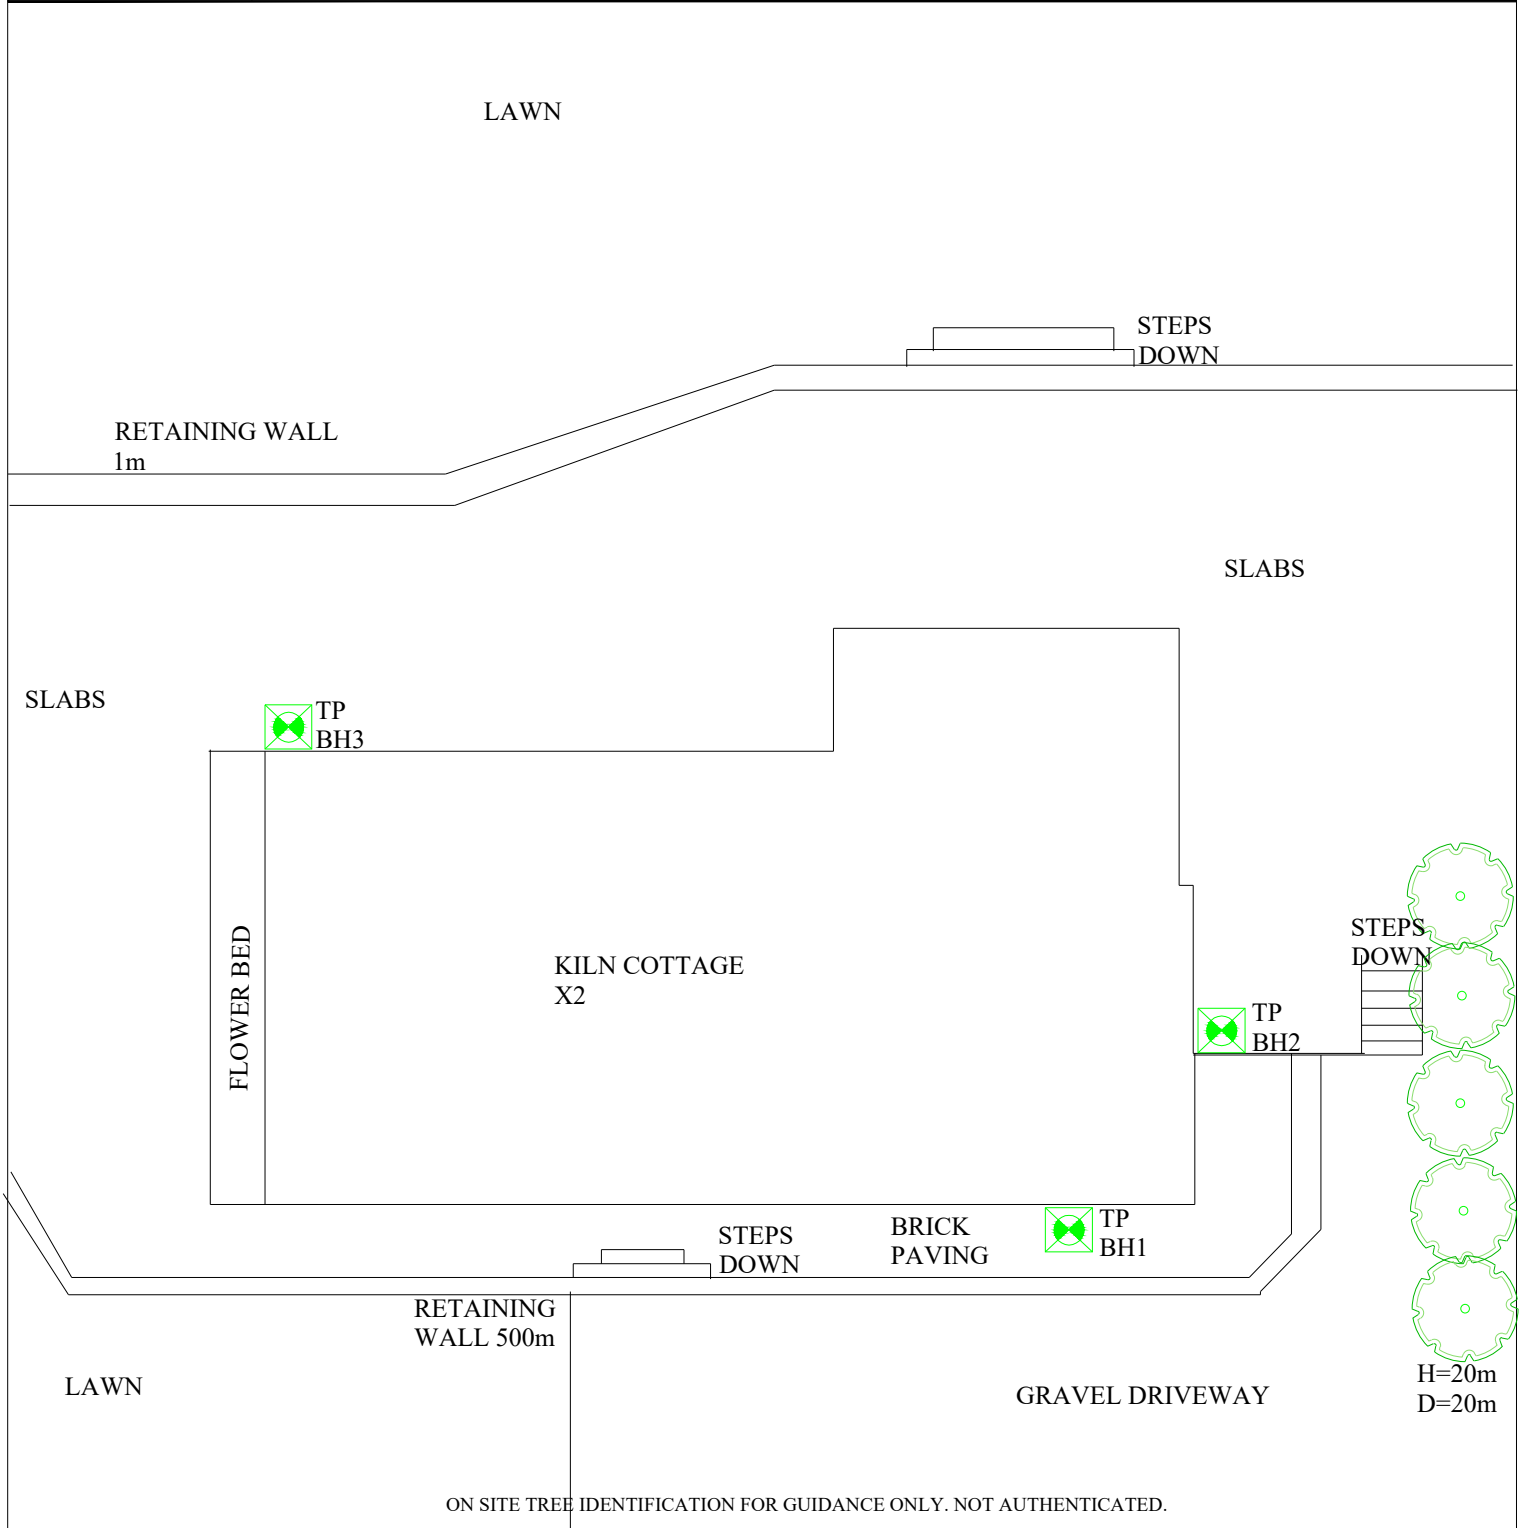 LAWN
STEPS
DOWN
RETAINING WALL
1m
SLABS
SLABS
TP
BH3
STEPS
DOWN
FLOWER BED
KILN COTTAGE
X2
TP
BH2
TP
BH1
BRICK
PAVING
STEPS
DOWN
RETAINING
WALL 500m
LAWN
GRAVEL DRIVEWAY
H=20m
D=20m
ON SITE TREE IDENTIFICATION FOR GUIDANCE ONLY. NOT AUTHENTICATED.